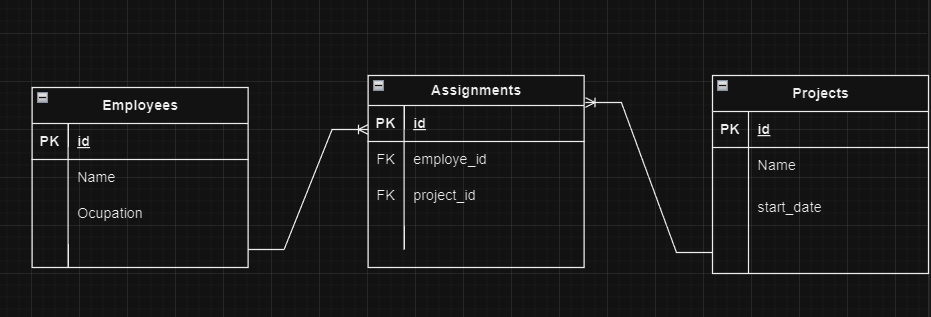 Employees
PK id
Name
Ocupation
Assignments
PK id
FK employe_id
FK project_id
Projects
PK id
Name
start_date